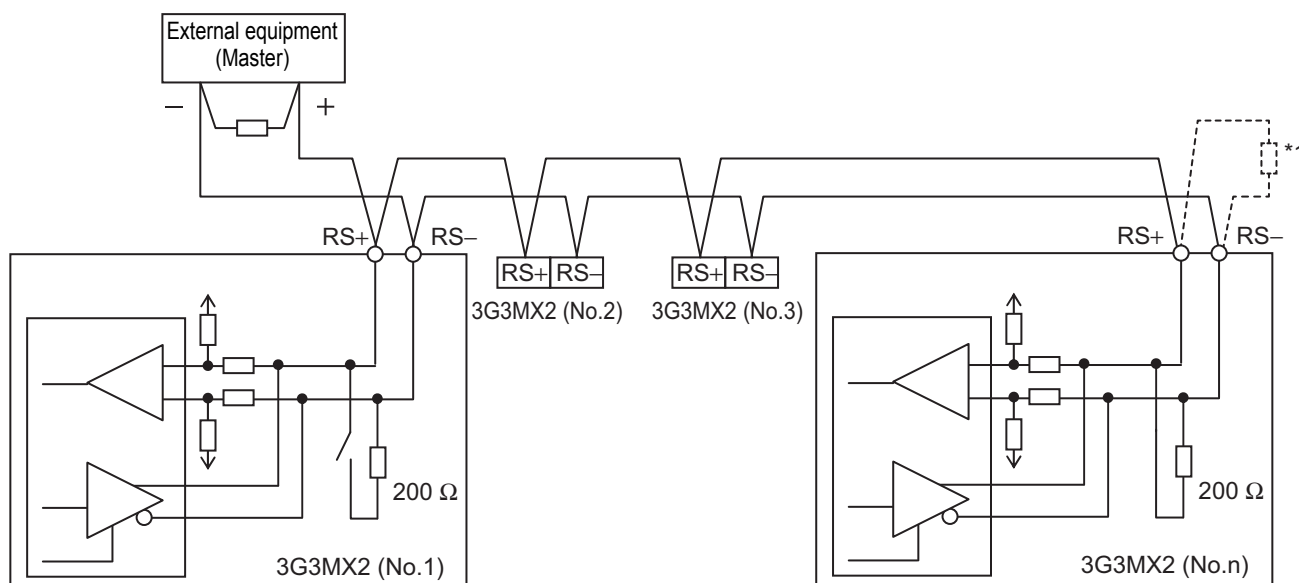 External equipment
(Master)
− +
*1
RS+ RS− RS+ RS−
RS+ RS− RS+ RS−
3G3MX2 (No.2) 3G3MX2 (No.3)
200 Ω 200 Ω
3G3MX2 (No.1) 3G3MX2 (No.n)